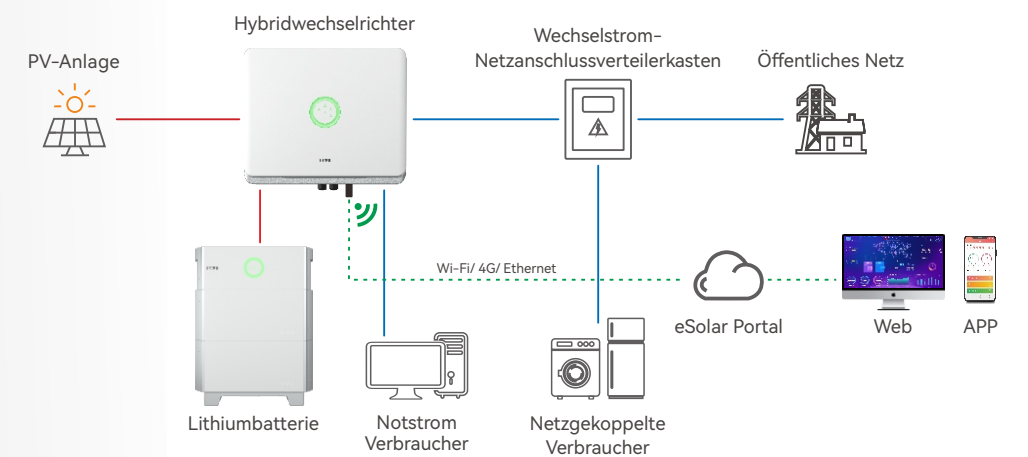 Hybridwechselrichter
Wechselstrom-
Netzanschlussverteilerkasten
PV-Anlage
Öffentliches Netz
Wi-Fi/ 4G/ Ethernet
eSolar Portal
Web
APP
Lithiumbatterie
Notstrom
Verbraucher
Netzgekoppelte
Verbraucher